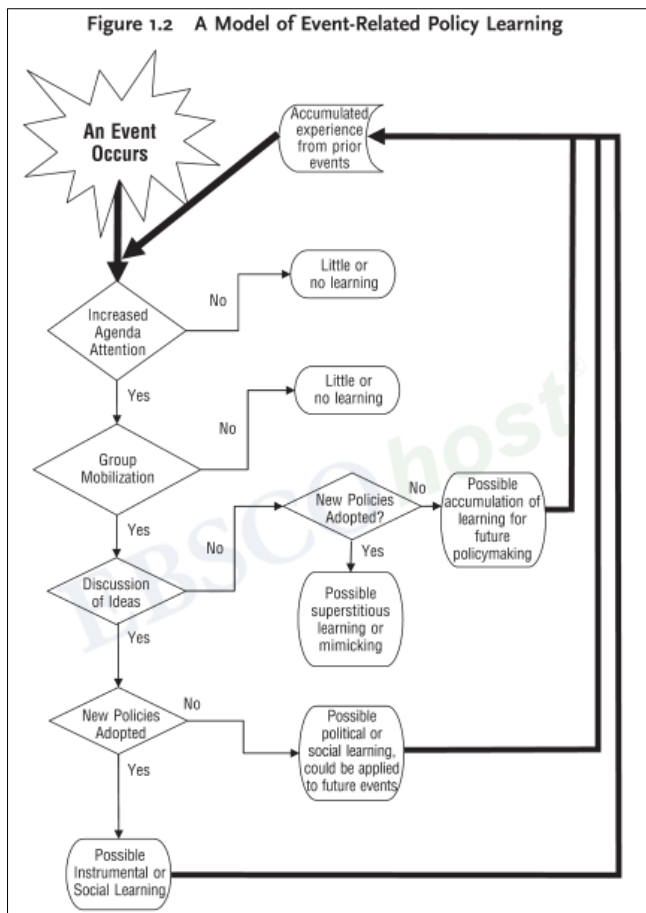 Figure 1.2 A Model of Event-Related Policy Learning
An Event
Occurs
Accumulated
experience
from prior
events
Little or
no learning
No
Increased
Agenda
Attention
Yes
Little or
no learning
No
Group
Mobilization
Yes
New Policies
Adopted?
No
Possible
accumulation of
learning for
future
policymaking
No
Yes
Discussion
of Ideas
Possible
superstitious
learning or
mimicking
Yes
New Policies
Adopted
No
Possible
political or
social learning,
could be applied
to future events
Yes
Possible
Instrumental or
Social Learning
EBSCOhost®